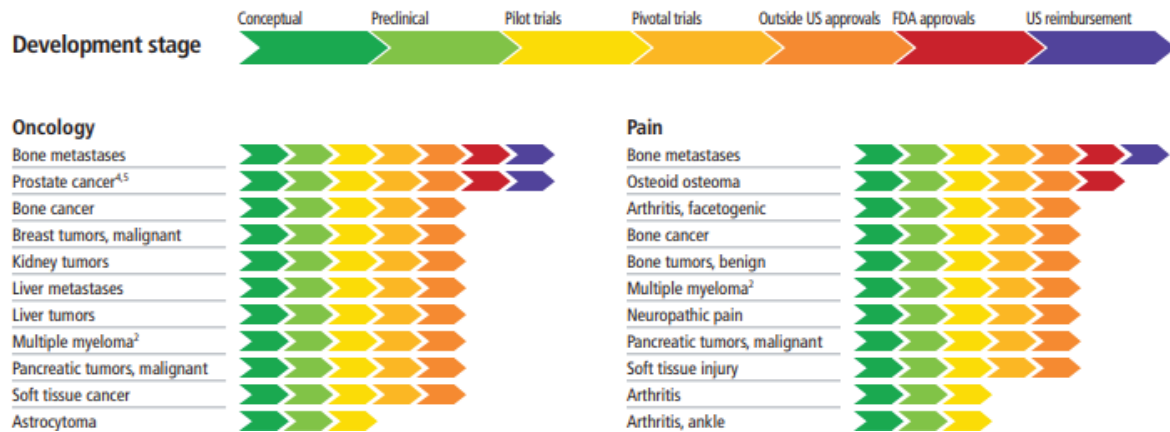 Conceptual Preclinical Pilot trials Pivotal trials Outside US approvals FDA approvals US reimbursement
Development stage
Oncology
Bone metastases
Prostate cancer4,5
Bone cancer
Breast tumors, malignant
Kidney tumors
Liver metastases
Liver tumors
Multiple myeloma2
Pancreatic tumors, malignant
Soft tissue cancer
Astrocytoma
Pain
Bone metastases
Osteoid osteoma
Arthritis, facetogenic
Bone cancer
Bone tumors, benign
Multiple myeloma2
Neuropathic pain
Pancreatic tumors, malignant
Soft tissue injury
Arthritis
Arthritis, ankle